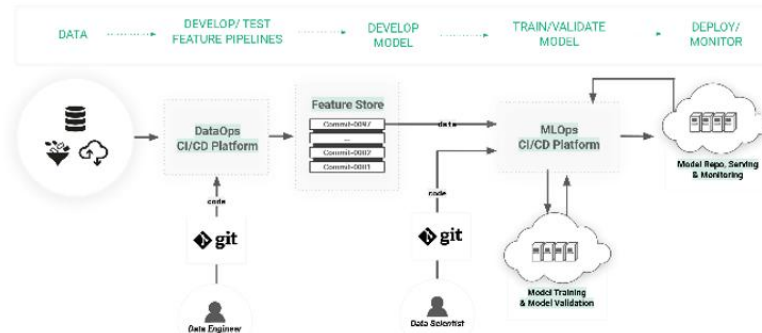 DATA
DEVELOP/ TEST
FEATURE PIPELINES
DEVELOP
MODEL
TRAIN/VALIDATE
MODEL
DEPLOY/
MONITOR
Feature Store
Commit-0097
...
Commit-0002
Commit-0001
DataOps
CI/CD Platform
data
MLOps
CI/CD Platform
Model Repo, Serving
& Monitoring
code
code
git
git
Model Training
& Model Validation
Data Engineer
Data Scientist